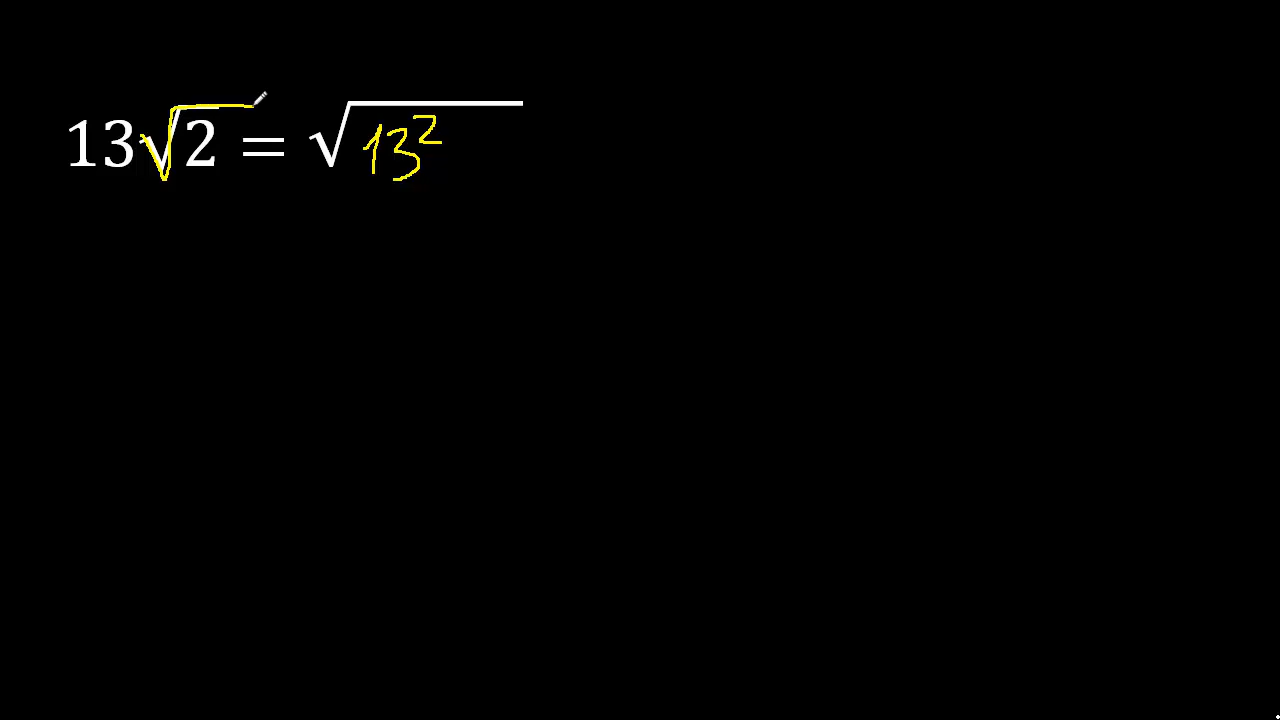 13√2 = √13²